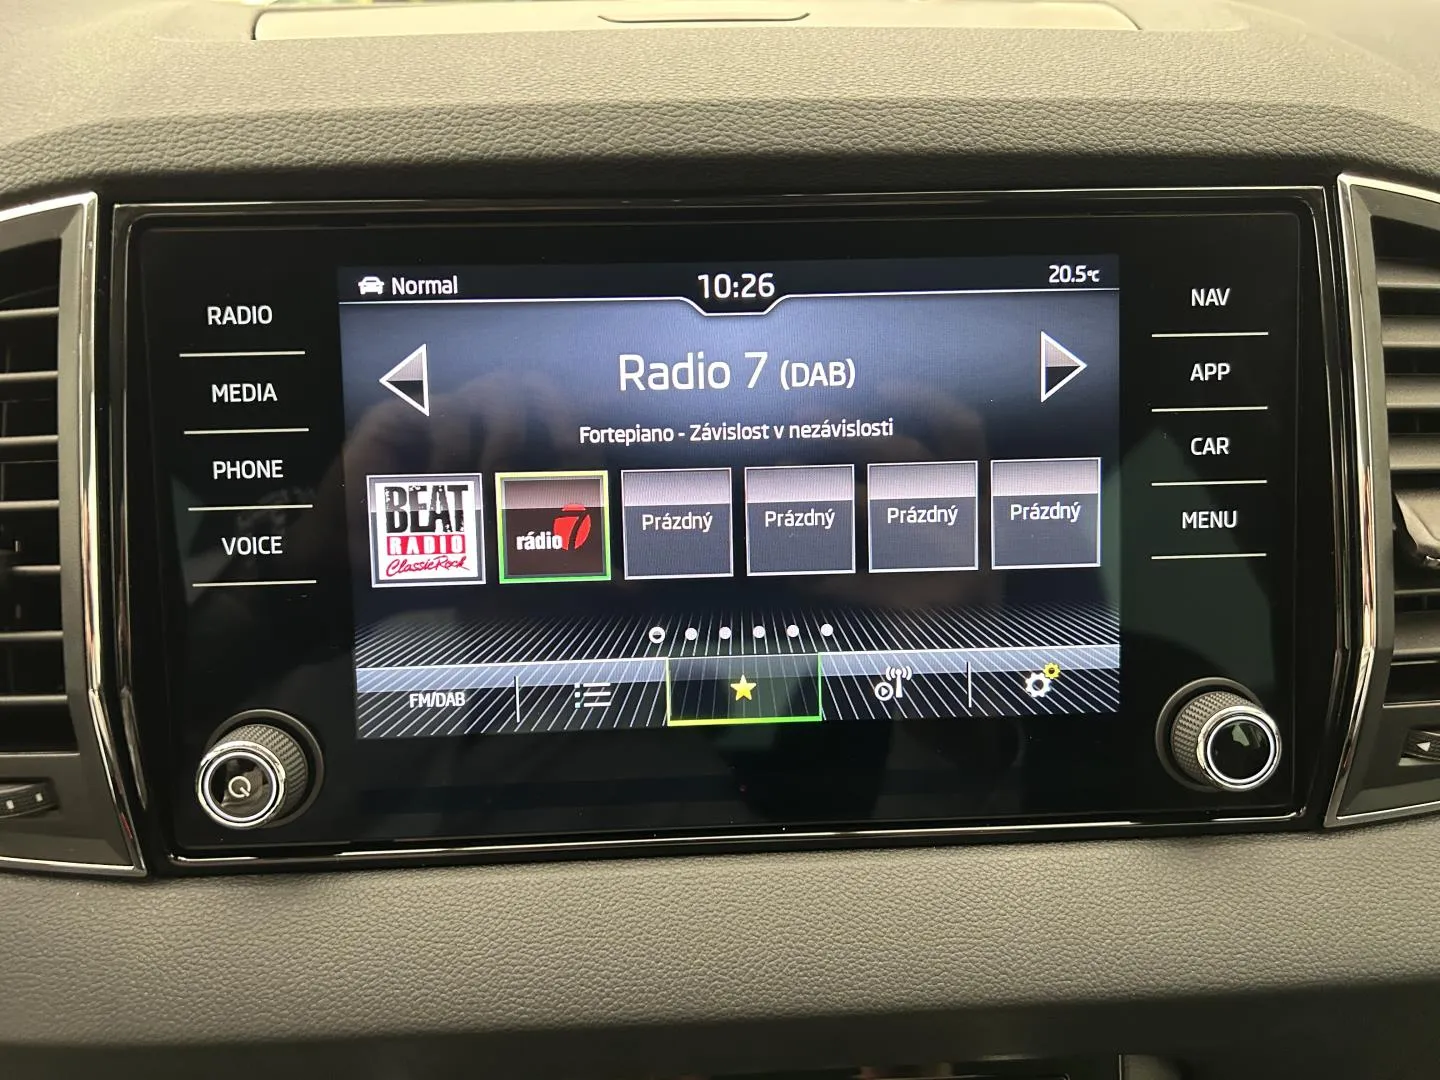 Normal
10:26
20.5°C
RADIO
MEDIA
PHONE
VOICE
NAV
APP
CAR
MENU
Radio 7 (DAB)
Fortepiano - Závislost v nezávislosti
BEAT
RADIO
ClassicRock
rádio 7
Prázdný
Prázdný
Prázdný
Prázdný
FM/DAB